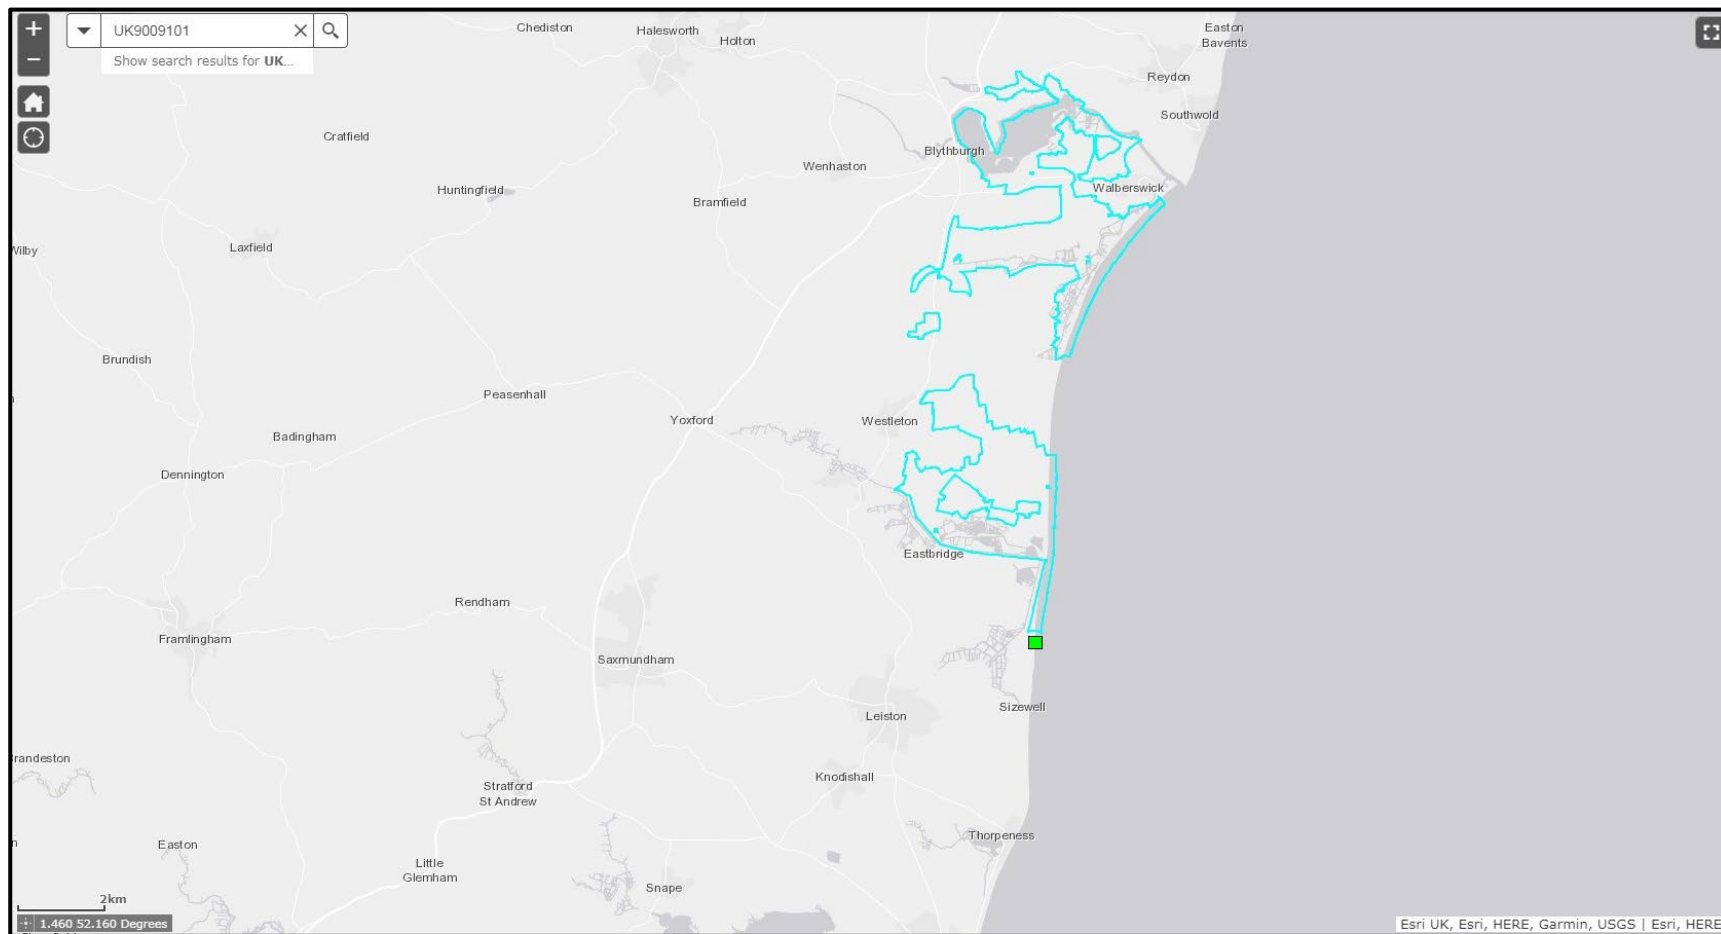 +
UK9009101
Show search results for UK...
−
Chediston
Halesworth
Holton
Easton
Bavents
Reydon
Southwold
Cratfield
Blythburgh
Wenhaston
Huntingfield
Walberswick
Bramfield
Laxfield
Wilby
Brundish
Peasenhall
Yoxford
Westleton
Badingham
Dennington
Eastbridge
Rendham
Framlingham
Saxmundham
Sizewell
Leiston
Brandeston
Knodishall
Stratford
St Andrew
Thorpeness
Easton
Little
Glemham
Snape
2km
1.460 52.160 Degrees
Esri UK, Esri, HERE, Garmin, USGS | Esri, HERE